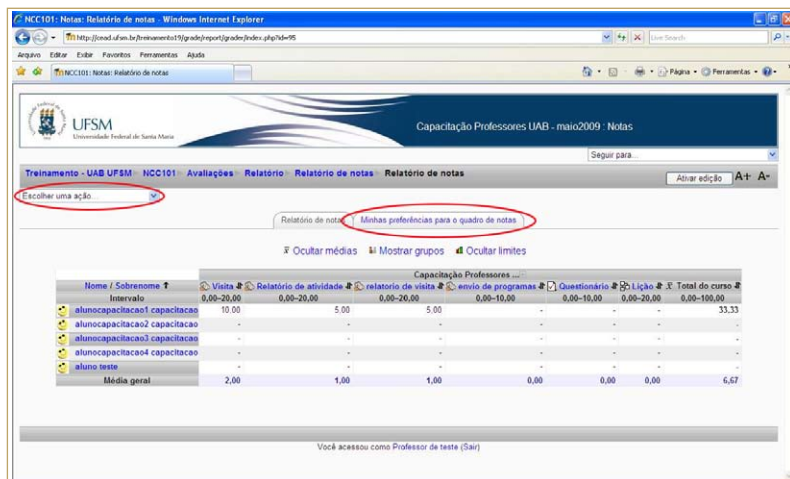 NCC101: Notas: Relatório de notas - Windows Internet Explorer
http://cead.ufsm.br/treinamento19/grade/report/grader/index.php?id=95
Live Search
Arquivo Editar Exibir Favoritos Ferramentas Ajuda
NCC101: Notas: Relatório de notas
Página Ferramentas
UFSM
Universidade Federal de Santa Maria
Capacitação Professores UAB - maio2009 : Notas
Seguir para...
Treinamento - UAB UFSM NCC101 Avaliações Relatório Relatório de notas Relatório de notas
Ativar edição A+ A-
Escolher uma ação...
Relatório de notas Minhas preferências para o quadro de notas
Ocultar médias Mostrar grupos Ocultar limites
Capacitação Professores ...
Nome / Sobrenome Visita Relatório de atividade relatorio de visita envio de programas Questionário Lição Total do curso
Intervalo 0,00-20,00 0,00-20,00 0,00-20,00 0,00-10,00 0,00-10,00 0,00-20,00 0,00-100,00
alunocapacitacao1 capacitacao 10,00 5,00 5,00 - - - 33,33
alunocapacitacao2 capacitacao - - - - - - -
alunocapacitacao3 capacitacao - - - - - - -
alunocapacitacao4 capacitacao - - - - - - -
aluno teste - - - - - - -
Média geral 2,00 1,00 1,00 0,00 0,00 0,00 6,67
Você acessou como Professor de teste (Sair)